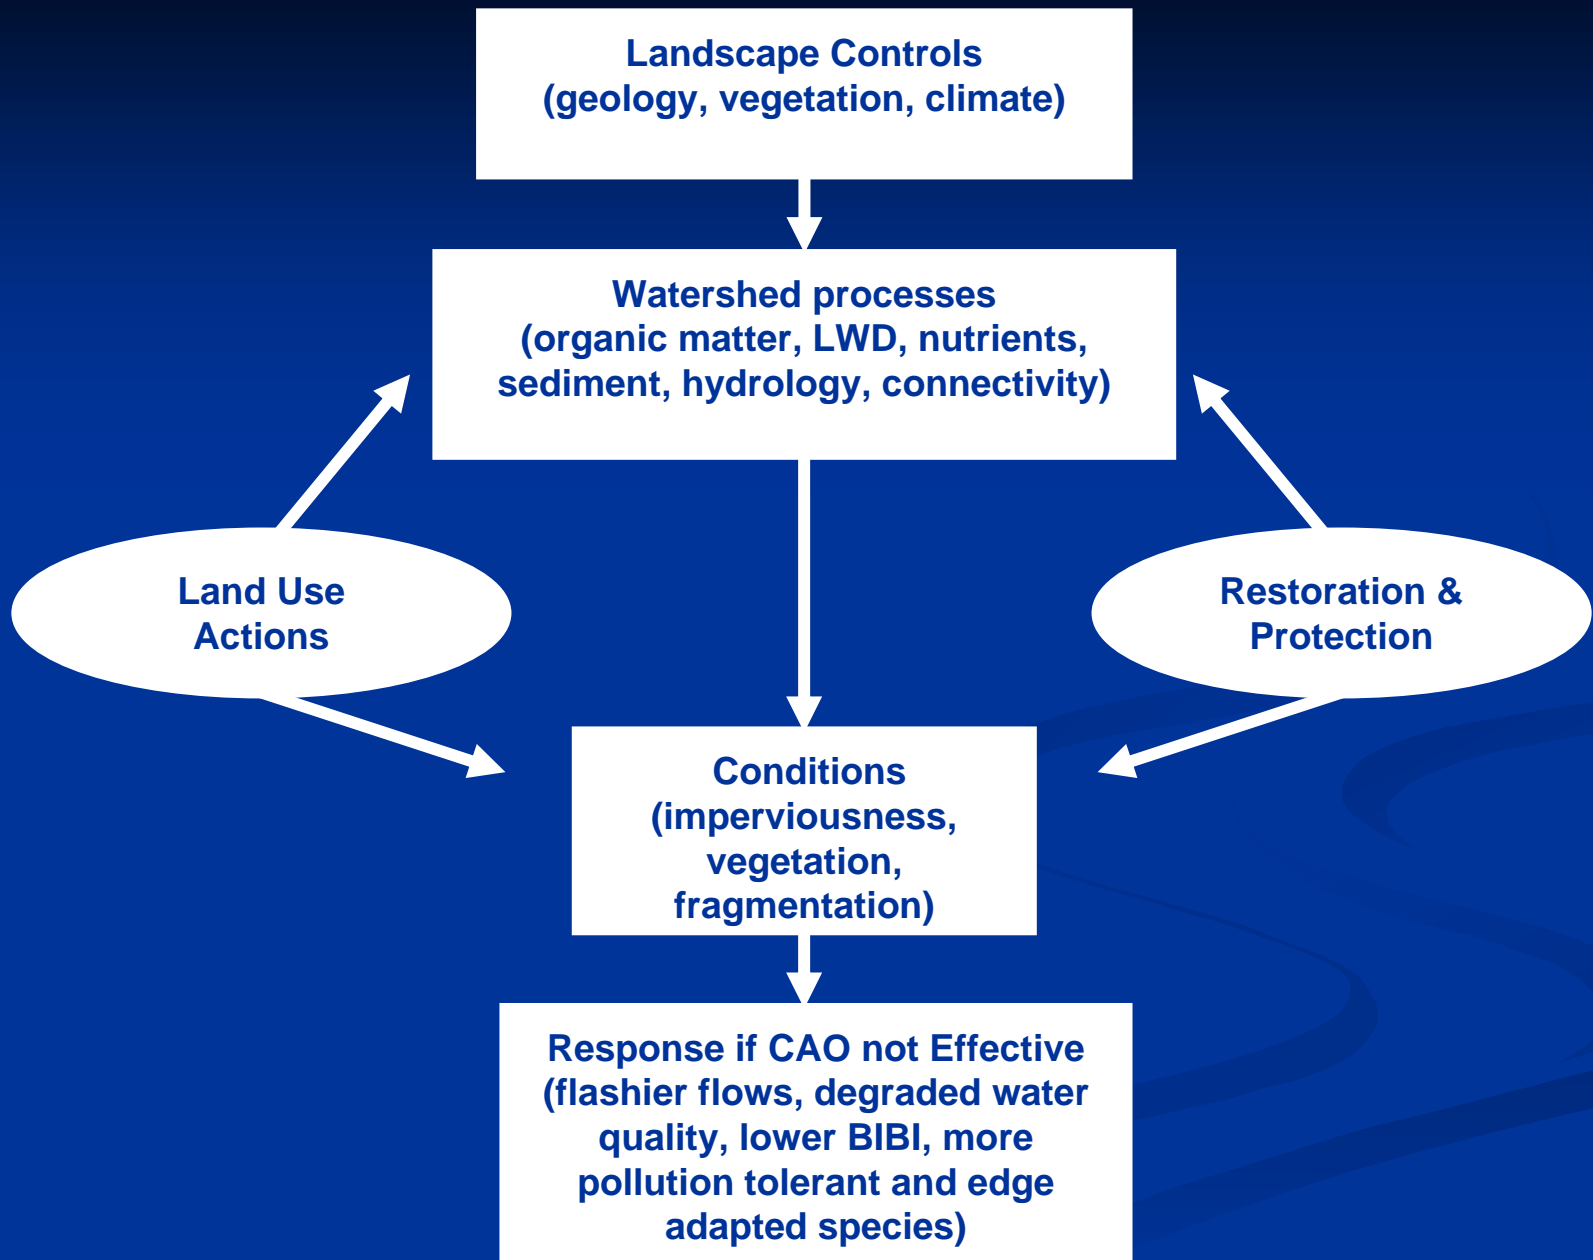 Landscape Controls
(geology, vegetation, climate)
Watershed processes
(organic matter, LWD, nutrients,
sediment, hydrology, connectivity)
Land Use
Actions
Restoration &
Protection
Conditions
(imperviousness,
vegetation,
fragmentation)
Response if CAO not Effective
(flashier flows, degraded water
quality, lower BIBI, more
pollution tolerant and edge
adapted species)